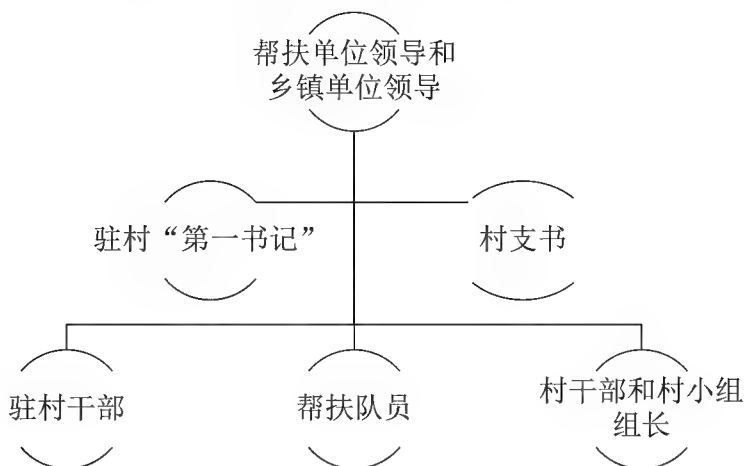 帮扶单位领导和
乡镇单位领导
驻村“第一书记”
村支书
驻村干部
帮扶队员
村干部和村小组
组长